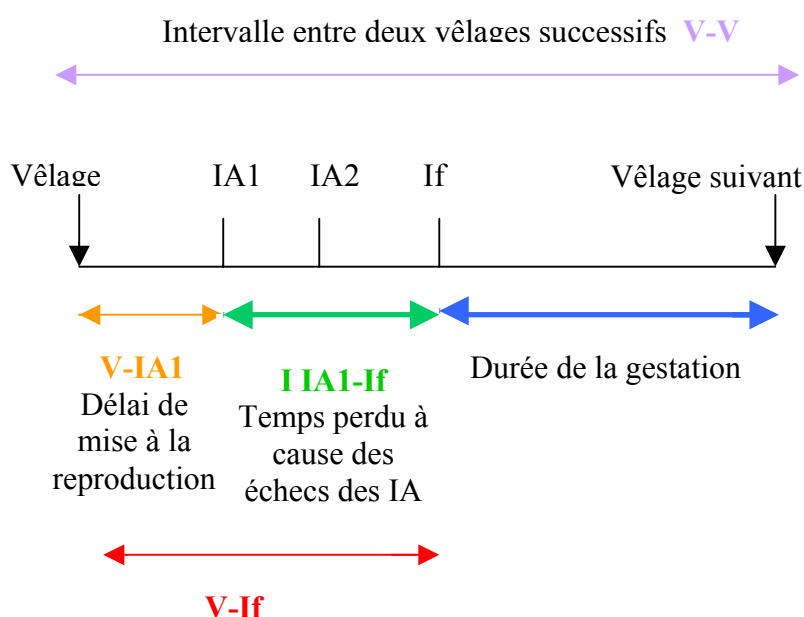 Intervalle entre deux vêlages successifs V-V
Vêlage IA1 IA2 If Vêlage suivant
V-IA1
Délai de
mise à la
reproduction
I IA1-If
Temps perdu à
cause des
échecs des IA
Durée de la gestation
V-If